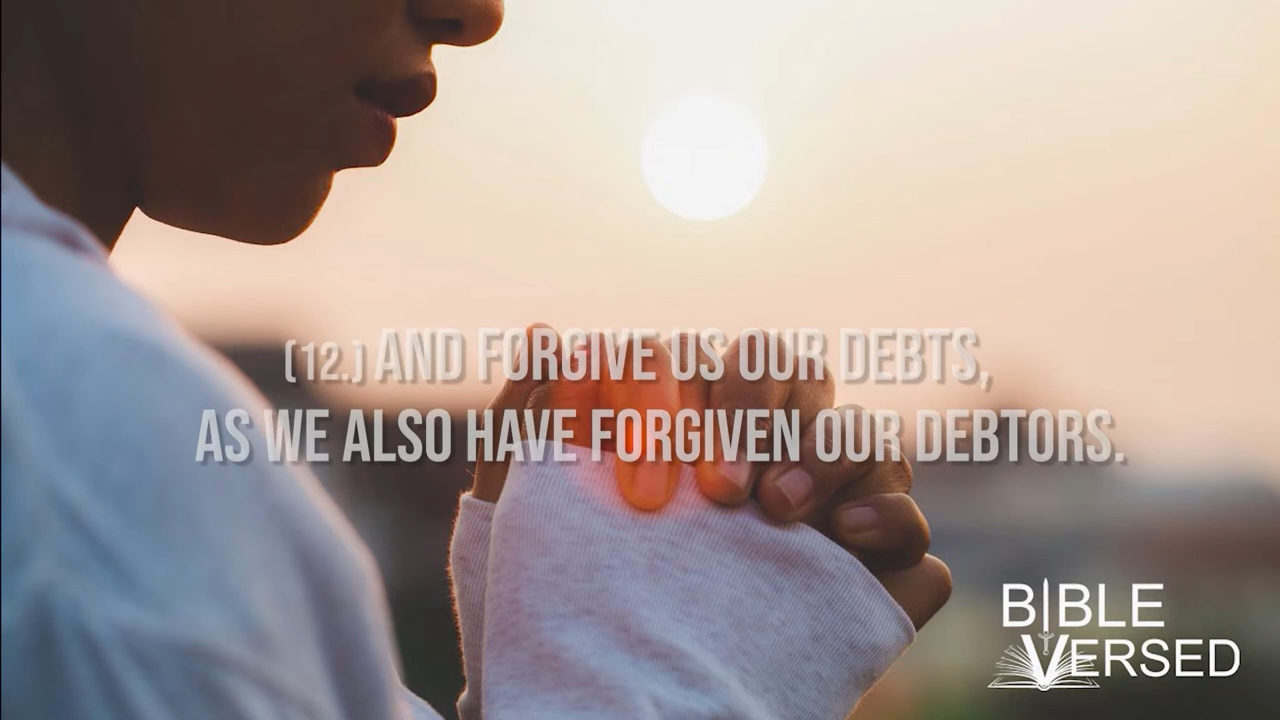 (12.) AND FORGIVE US OUR DEBTS,
AS WE ALSO HAVE FORGIVEN OUR DEBTORS.
BIBLE
VERSED